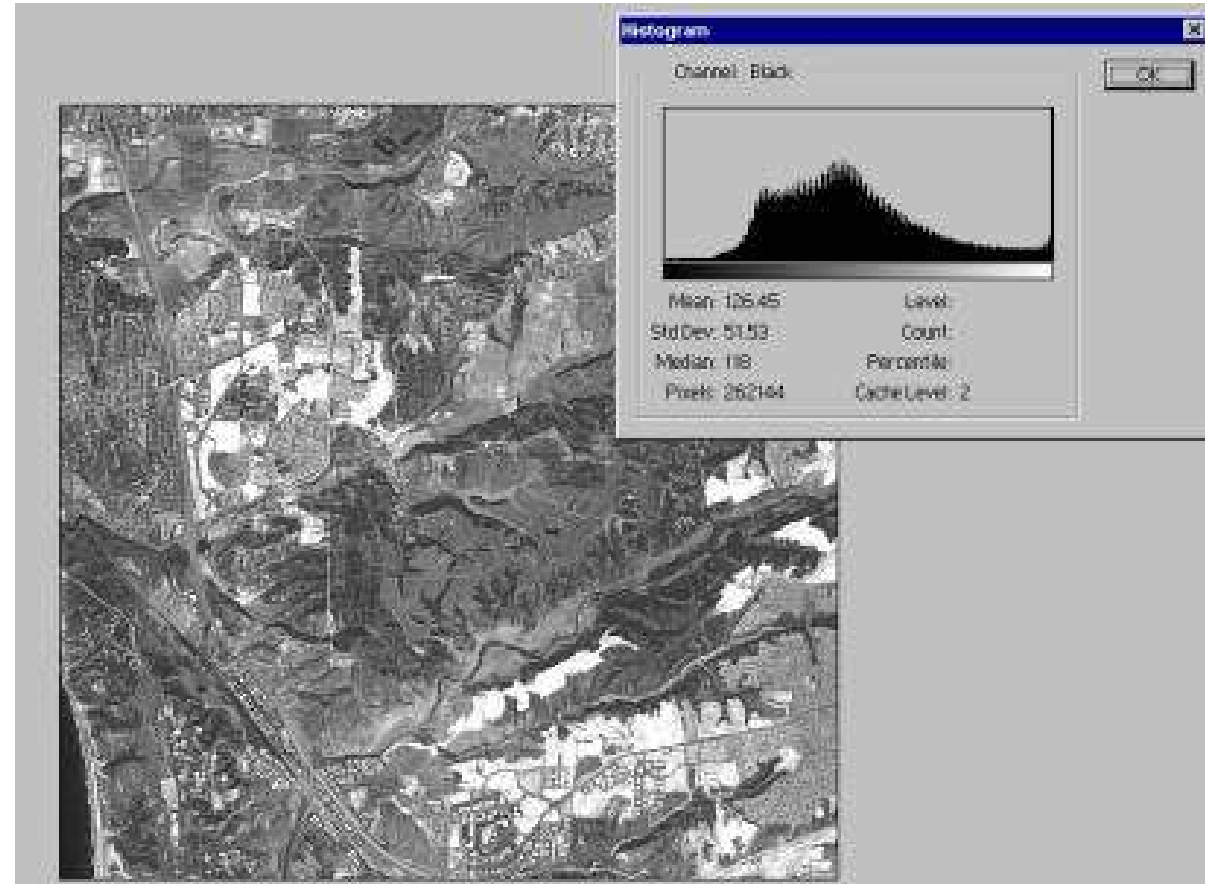 Histogram
Channel: Black
OK
Mean: 126.45
Level:
Std Dev: 51.53
Count:
Median: 118
Percentile:
Pixels: 262144
Cache Level: 2